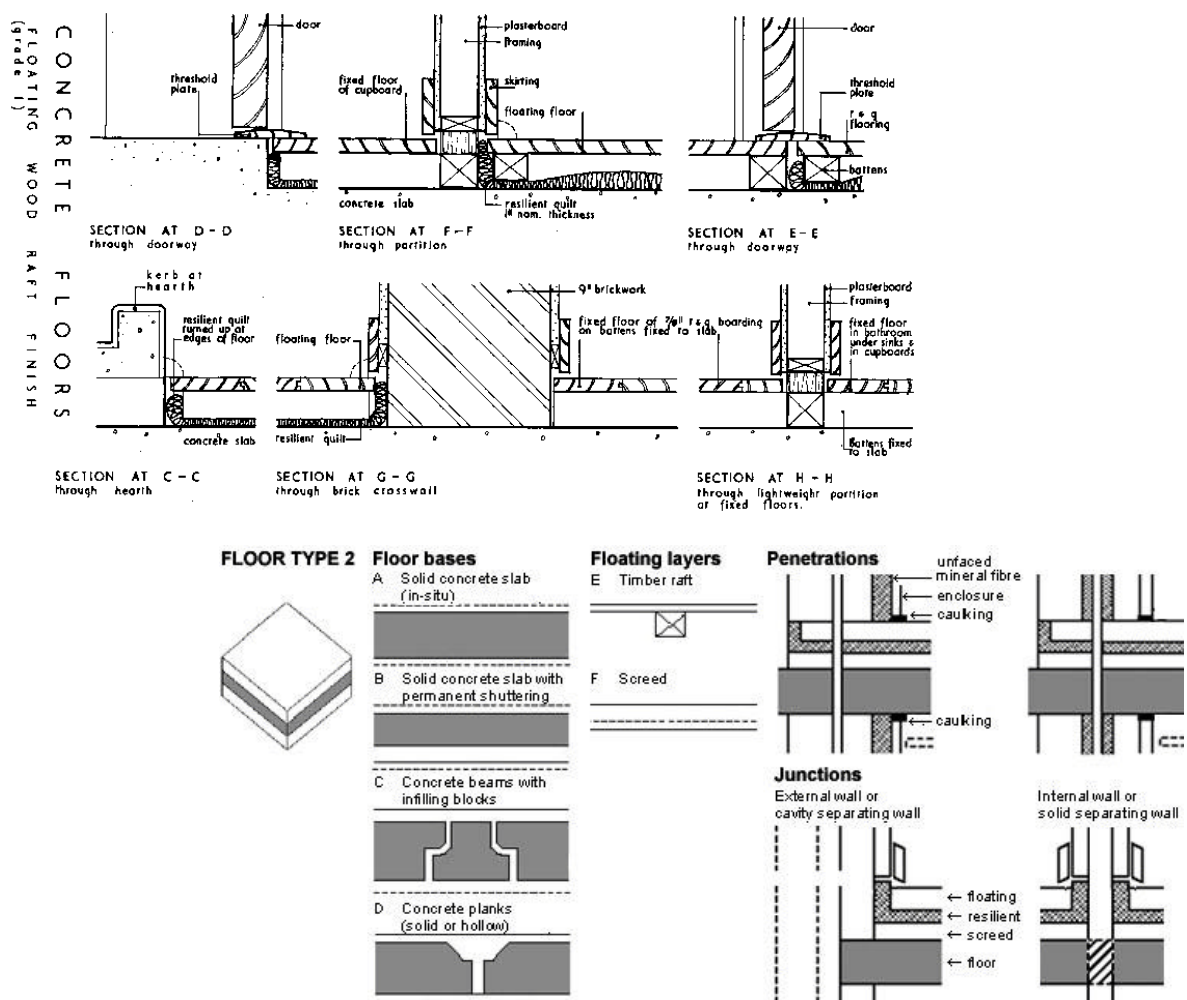 CONCRETE FLOORS
FLOATING WOOD RAFT FINISH
(grade I)
door
threshold
plate
SECTION AT D-D
through doorway
plasterboard
framing
fixed floor
of cupboard
skirting
floating floor
concrete slab
resilient quilt
1" nom. thickness
SECTION AT F-F
through partition
door
threshold
plate
t & g
flooring
battens
SECTION AT E-E
through doorway
kerb at
hearth
resilient quilt
turned up at
edges of floor
concrete slab
SECTION AT C-C
through hearth
floating floor
resilient quilt
9" brickwork
fixed floor of 7/8" t & g boarding
on battens fixed to slab
SECTION AT G-G
through brick crosswall
plasterboard
framing
fixed floor
in bathroom
under sinks &
in cupboards
battens fixed
to slab
SECTION AT H-H
through lightweight partition
at fixed floors.
FLOOR TYPE 2
Floor bases
A Solid concrete slab
(in-situ)
B Solid concrete slab with
permanent shuttering
C Concrete beams with
infilling blocks
D Concrete planks
(solid or hollow)
Floating layers
E Timber raft
F Screed
Penetrations
unfaced
mineral fibre
enclosure
caulking
caulking
Junctions
External wall or
cavity separating wall
Internal wall or
solid separating wall
floating
resilient
screed
floor